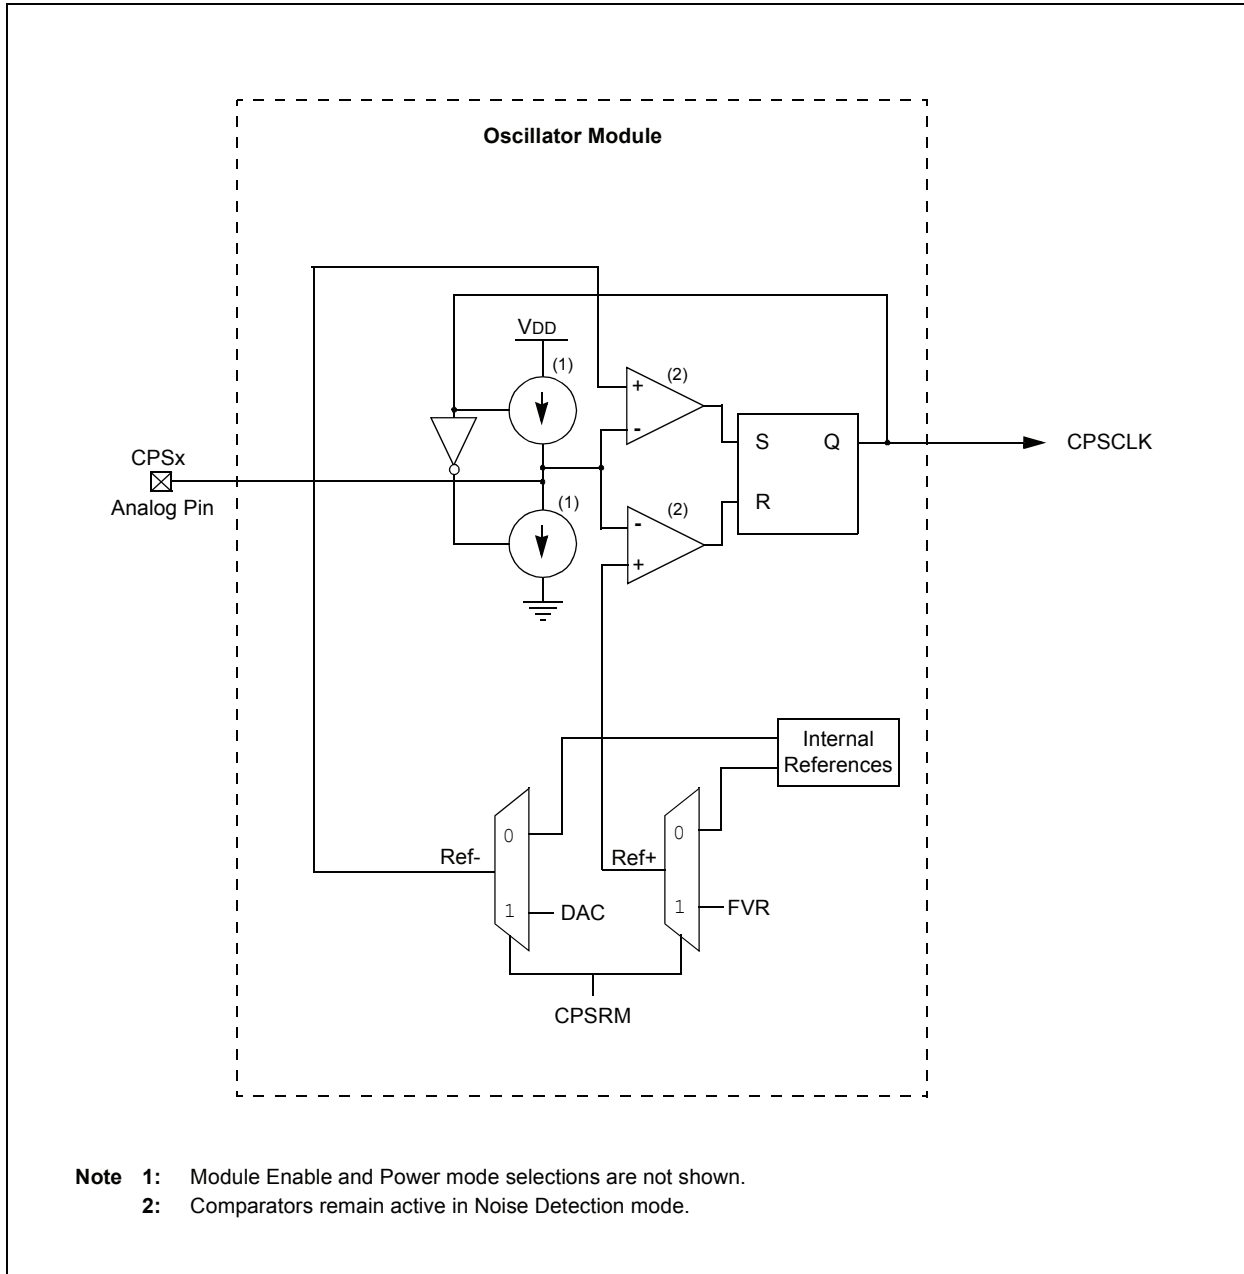 Oscillator Module
VDD
(1)
(2)
+
-
S Q
CPSCLK
CPSx
Analog Pin
(1)
(2)
R
-
+
Internal
References
0
0
Ref-
Ref+
1
DAC
1
FVR
CPSRM
Note 1: Module Enable and Power mode selections are not shown.
2: Comparators remain active in Noise Detection mode.